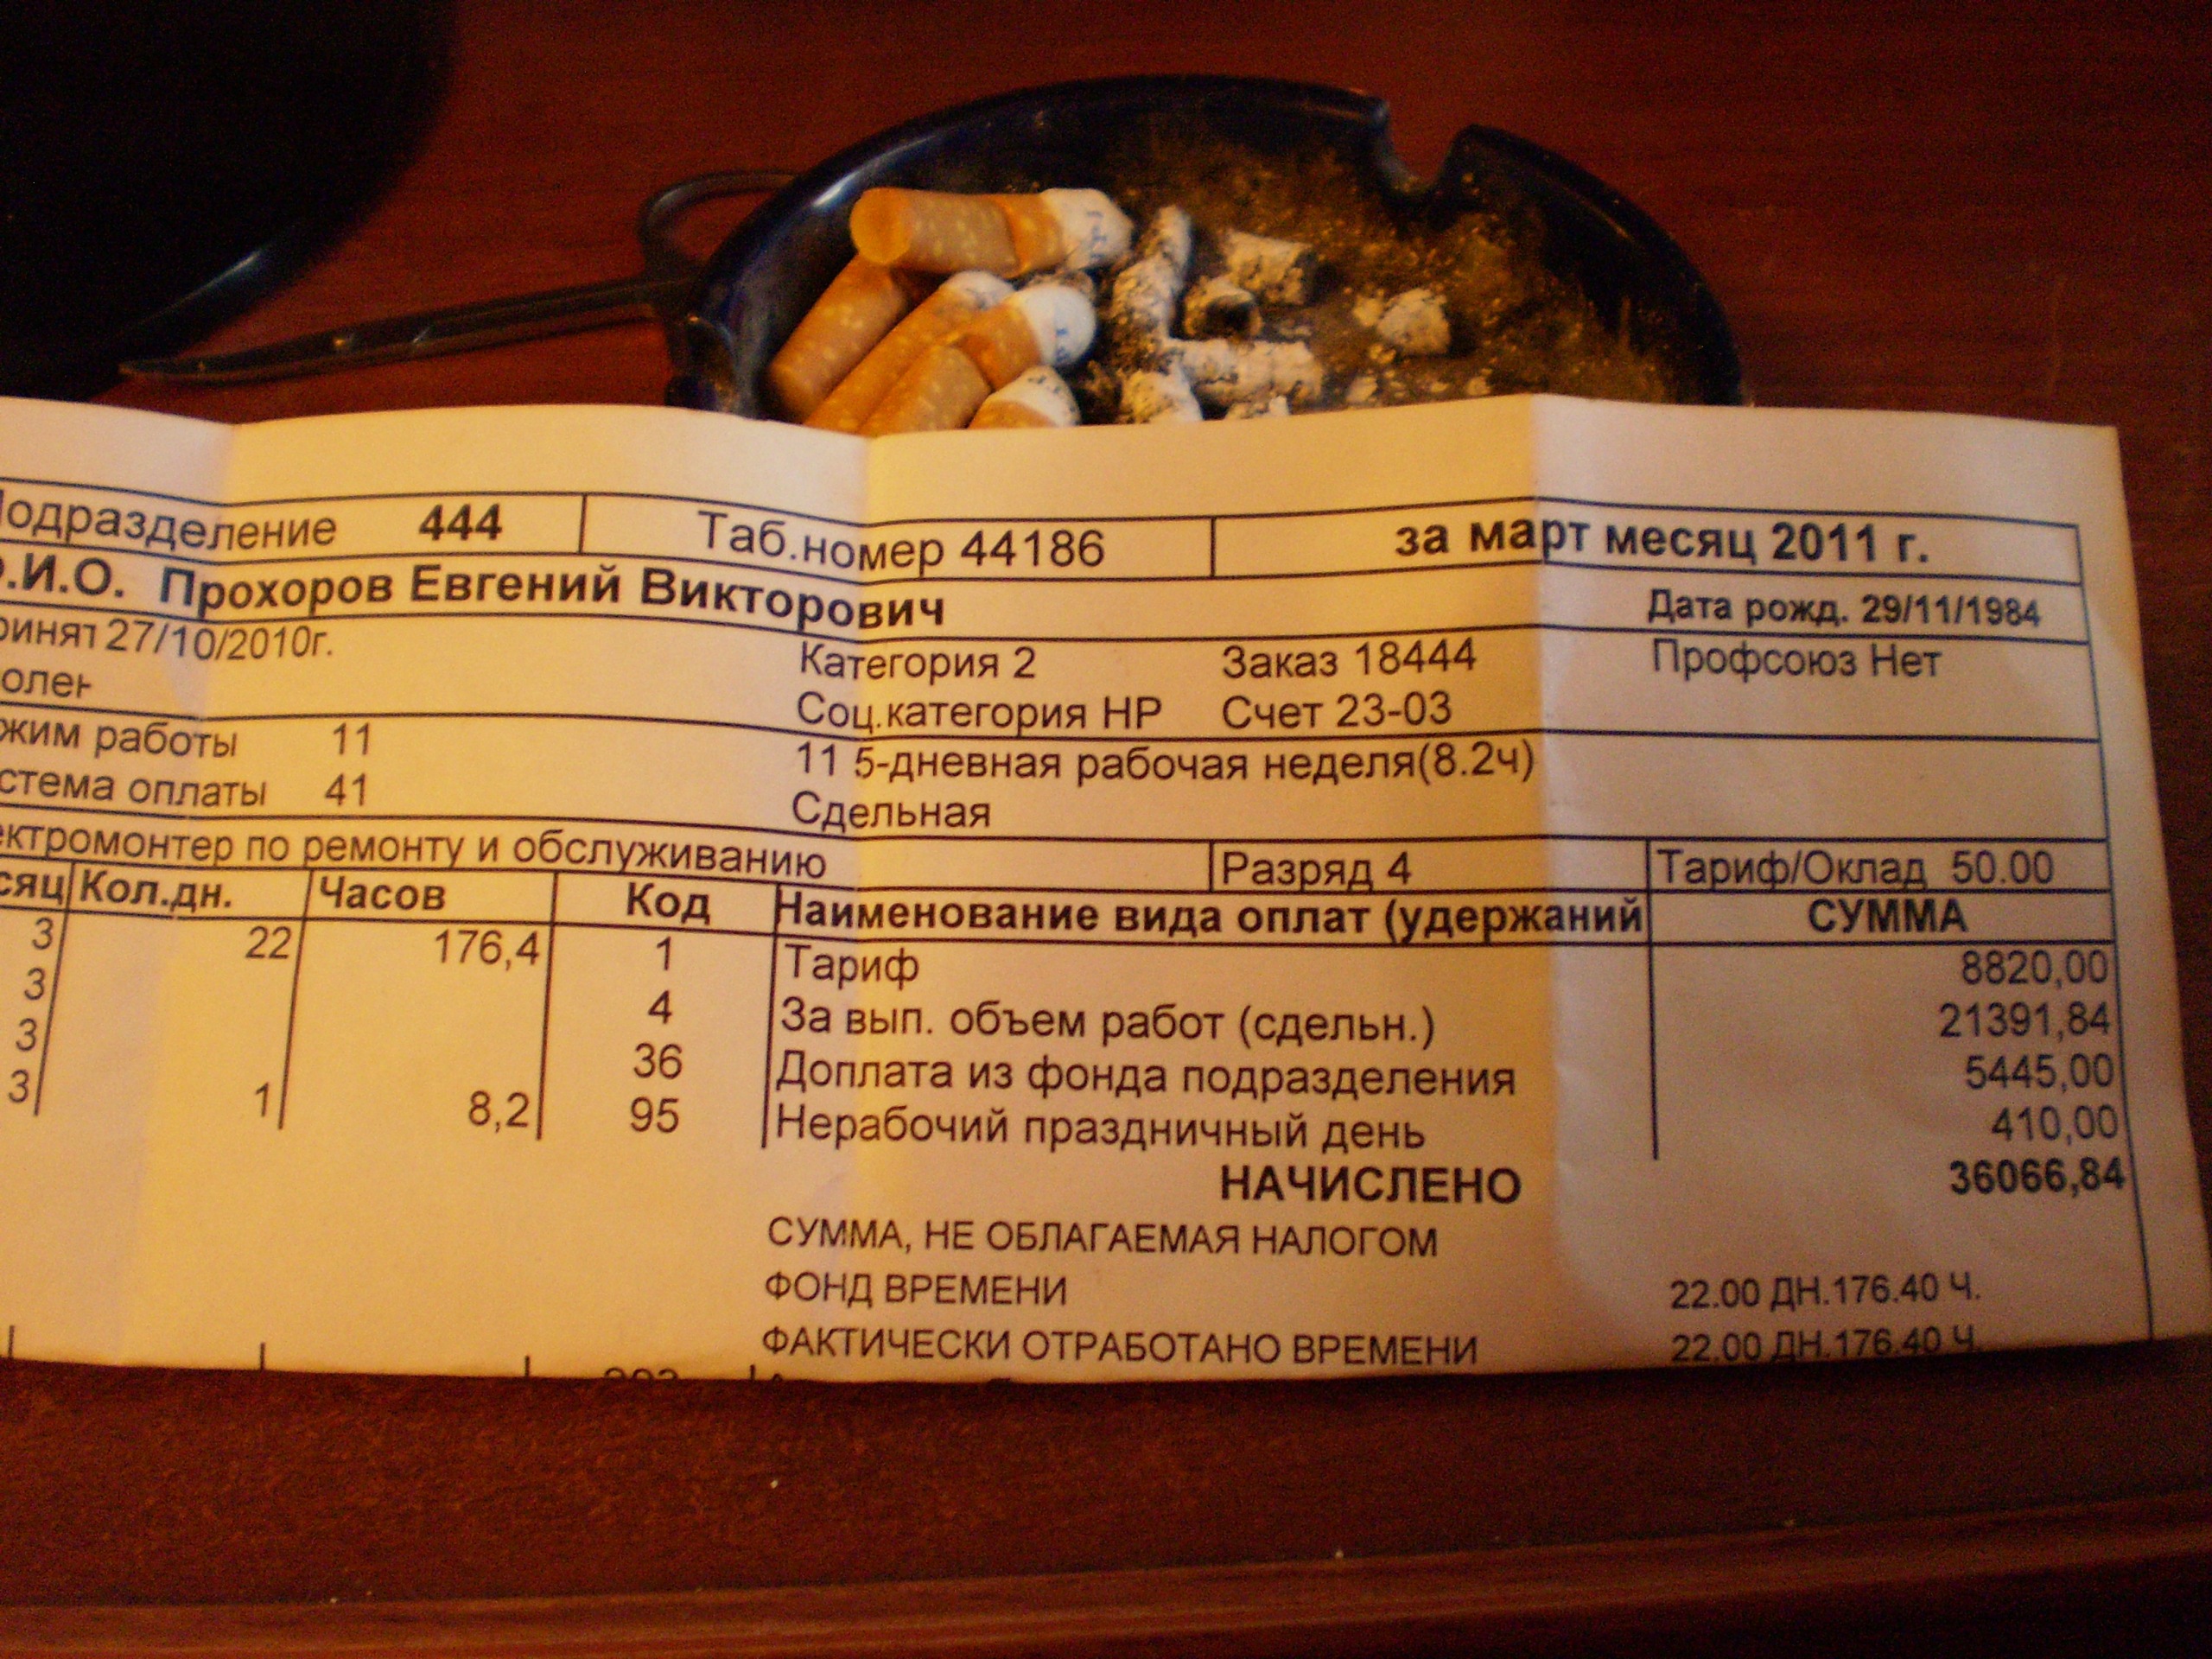 Подразделение 444 Таб.номер 44186 за март месяц 2011 г.
Ф.И.О. Прохоров Евгений Викторович Дата рожд. 29/11/1984
ринят 27/10/2010г. Категория 2 Заказ 18444 Профсоюз Нет
олен Соц.категория НР Счет 23-03
жим работы 11 11 5-дневная рабочая неделя(8.2ч)
стема оплаты 41 Сдельная
ектромонтер по ремонту и обслуживанию Разряд 4 Тариф/Оклад 50.00
сяц Кол.дн. Часов Код Наименование вида оплат (удержаний СУММА
3 22 176,4 1 Тариф 8820,00
3 4 За вып. объем работ (сдельн.) 21391,84
3 36 Доплата из фонда подразделения 5445,00
3 1 8,2 95 Нерабочий праздничный день 410,00
НАЧИСЛЕНО 36066,84
СУММА, НЕ ОБЛАГАЕМАЯ НАЛОГОМ
ФОНД ВРЕМЕНИ 22.00 ДН.176.40 Ч.
ФАКТИЧЕСКИ ОТРАБОТАНО ВРЕМЕНИ 22.00 ДН.176.40 Ч.